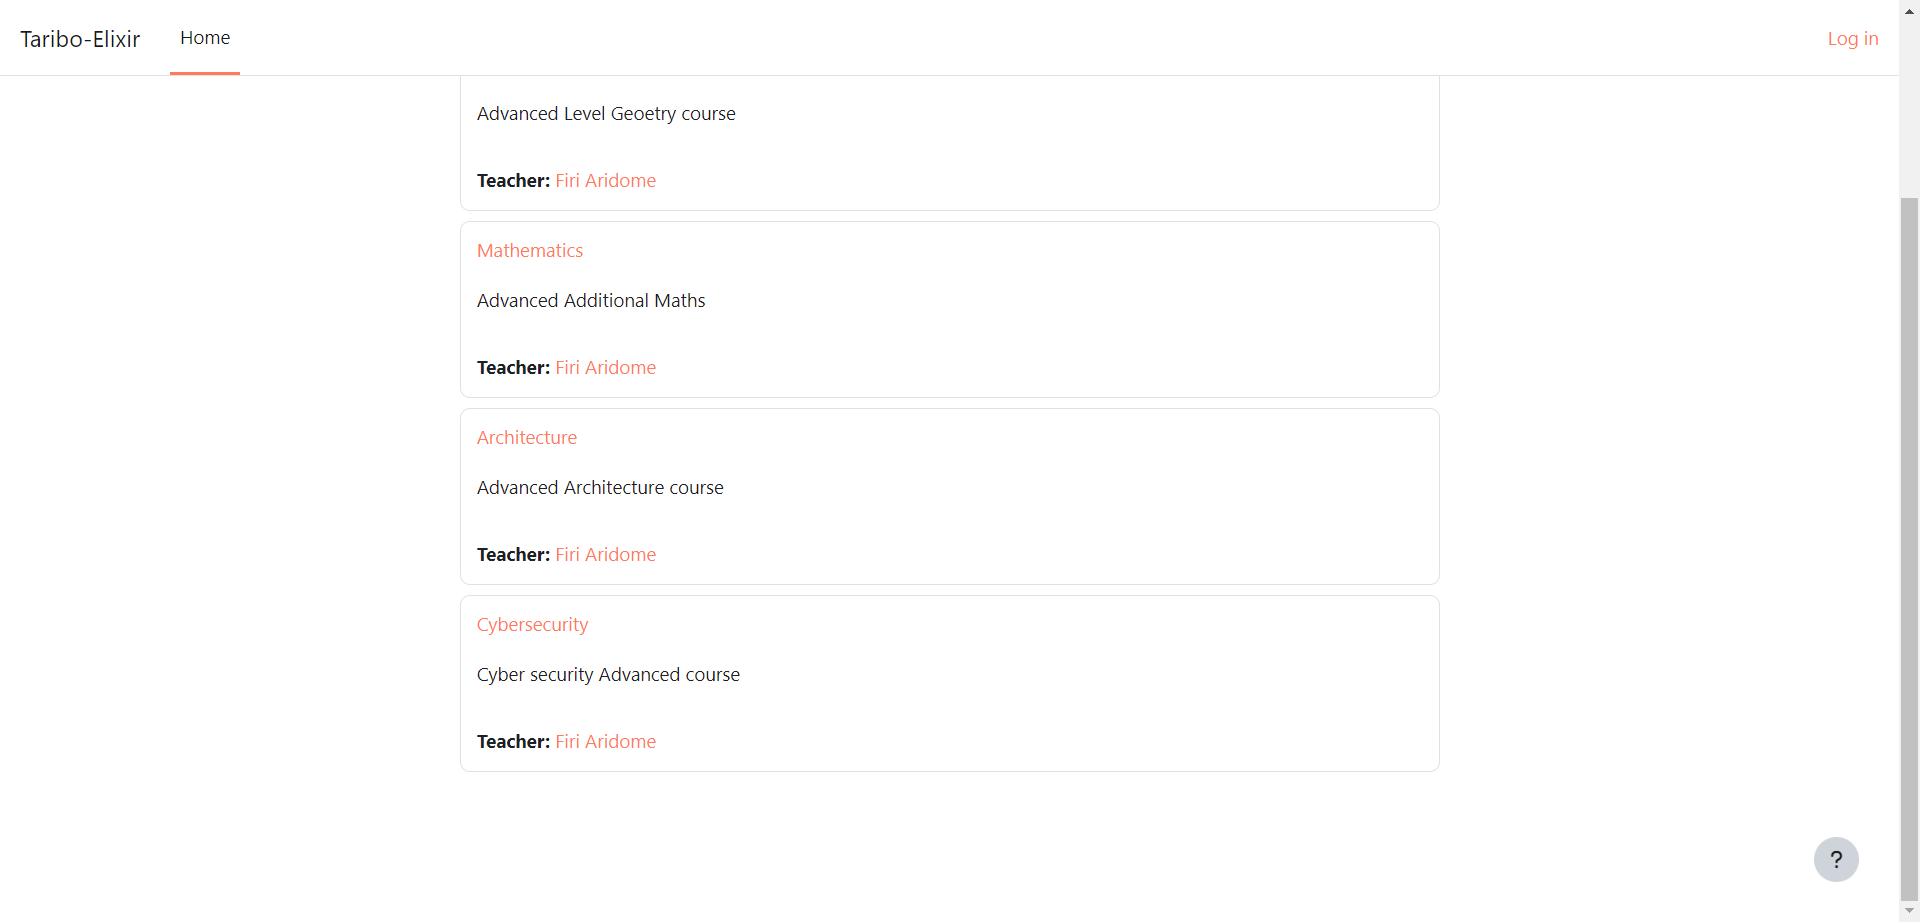 Taribo-Elixir
Home
Log in
Advanced Level Geoetry course
Teacher: Firi Aridome
Mathematics
Advanced Additional Maths
Teacher: Firi Aridome
Architecture
Advanced Architecture course
Teacher: Firi Aridome
Cybersecurity
Cyber security Advanced course
Teacher: Firi Aridome
?